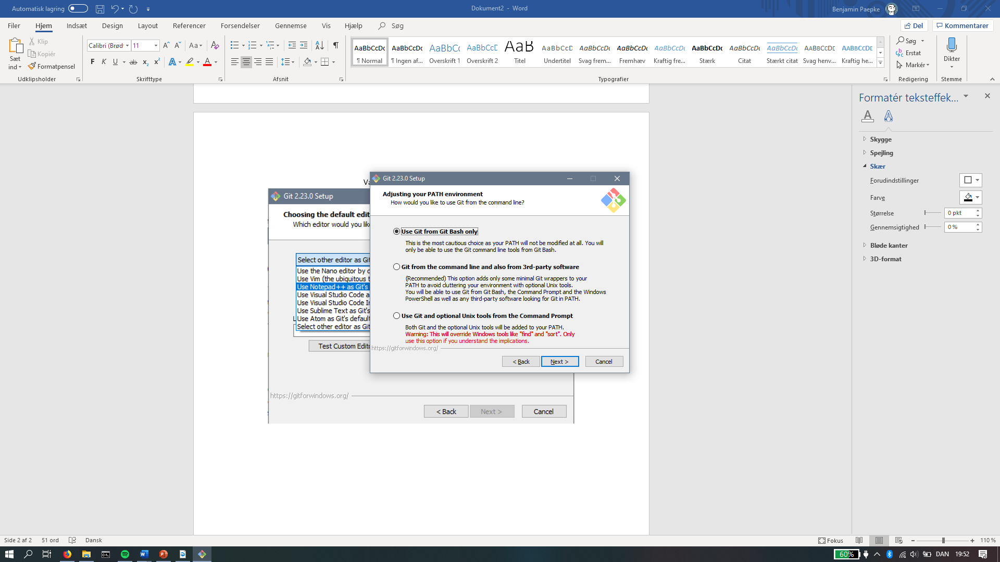 Automatisk lagring
Dokument2 - Word
Benjamin Paepke
Filer Hjem Indsæt Design Layout Referencer Forsendelser Gennemse Vis Hjælp Søg
Del Kommentarer
Sæt ind
Klip
Kopiér
Formatpensel
Udklipsholder
Calibri (Brød 11
Skrifttype
Afsnit
AaBbCcDc AaBbCcDc AaBbCc AaBbCcD AaB AaBbCcD AaBbCcDc AaBbCcDc AaBbCcDc AaBbCcDc AaBbCcDc AaBbCcDc AaBbCcDd AaBbCcDd
¶ Normal ¶ Ingen af... Overskrift 1 Overskrift 2 Titel Undertitel Svag frem... Fremhæv Kraftig fre... Stærk Citat Stærkt citat Svag henv... Kraftig he...
Typografier
Søg
Erstat
Markér
Redigering
Dikter
Stemme
Formatér teksteffek...
Skygge
Spejling
Skær
Forudindstillinger
Farve
Størrelse 0 pkt
Gennemsigtighed 0 %
Bløde kanter
3D-format
Git 2.23.0 Setup
Choosing the default edit
Which editor would you lik
Select other editor as Git
Use the Nano editor by d
Use Vim (the ubiquitous t
Use Notepad++ as Git's
Use Visual Studio Code a
Use Visual Studio Code In
Use Sublime Text as Git's
Use Atom as Git's default
Select other editor as Git
Test Custom Edito
https://gitforwindows.org/
< Back Next > Cancel
Git 2.23.0 Setup
Adjusting your PATH environment
How would you like to use Git from the command line?
Use Git from Git Bash only
This is the most cautious choice as your PATH will not be modified at all. You will
only be able to use the Git command line tools from Git Bash.
Git from the command line and also from 3rd-party software
(Recommended) This option adds only some minimal Git wrappers to your
PATH to avoid cluttering your environment with optional Unix tools.
You will be able to use Git from Git Bash, the Command Prompt and the Windows
PowerShell as well as any third-party software looking for Git in PATH.
Use Git and optional Unix tools from the Command Prompt
Both Git and the optional Unix tools will be added to your PATH.
Warning: This will override Windows tools like "find" and "sort". Only
use this option if you understand the implications.
https://gitforwindows.org/
< Back Next > Cancel
Side 2 af 2 51 ord Dansk
Fokus
110 %
60%
DAN 19:52